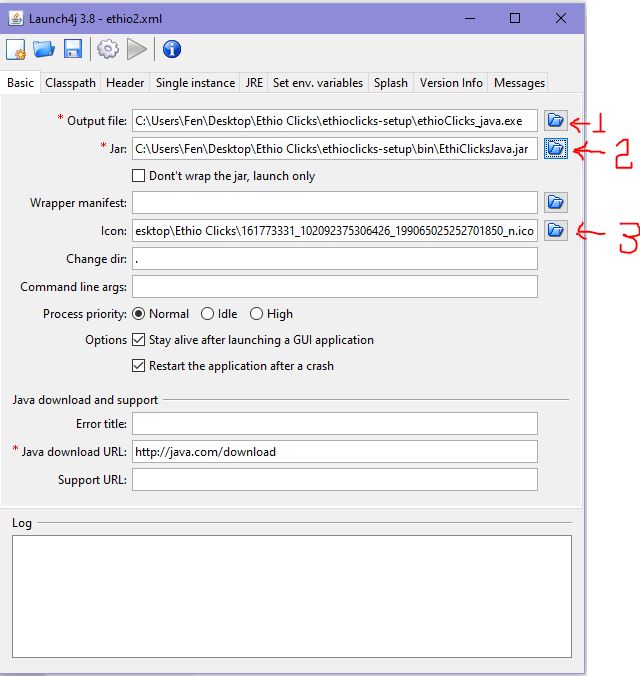 Launch4j 3.8 - ethio2.xml
Basic Classpath Header Single instance JRE Set env. variables Splash Version Info Messages
* Output file: C:\Users\Fen\Desktop\Ethio Clicks\ethioclicks-setup\ethioClicks_java.exe 1
* Jar: C:\Users\Fen\Desktop\Ethio Clicks\ethioclicks-setup\bin\EthiClicksJava.jar 2
Dont't wrap the jar, launch only
Wrapper manifest:
Icon: esktop\Ethio Clicks\161773331_102092375306426_199065025252701850_n.ico 3
Change dir: .
Command line args:
Process priority: Normal Idle High
Options Stay alive after launching a GUI application
Restart the application after a crash
Java download and support
Error title:
* Java download URL: http://java.com/download
Support URL:
Log